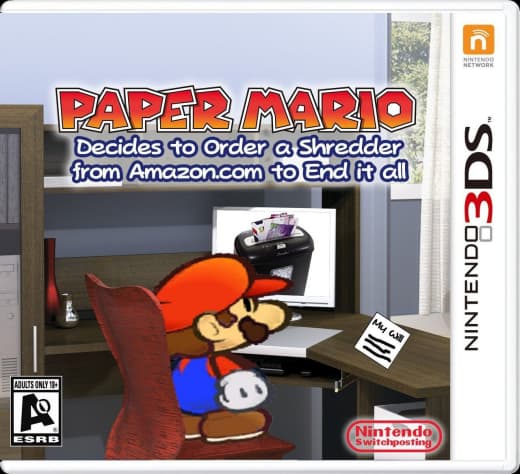 NINTENDO
NETWORK
PAPER MARIO
Decides to Order a Shredder
from Amazon.com to End it all
NINTENDO 3DS
My Will
ADULTS ONLY 18+
AO
ESRB
Nintendo
Switchposting